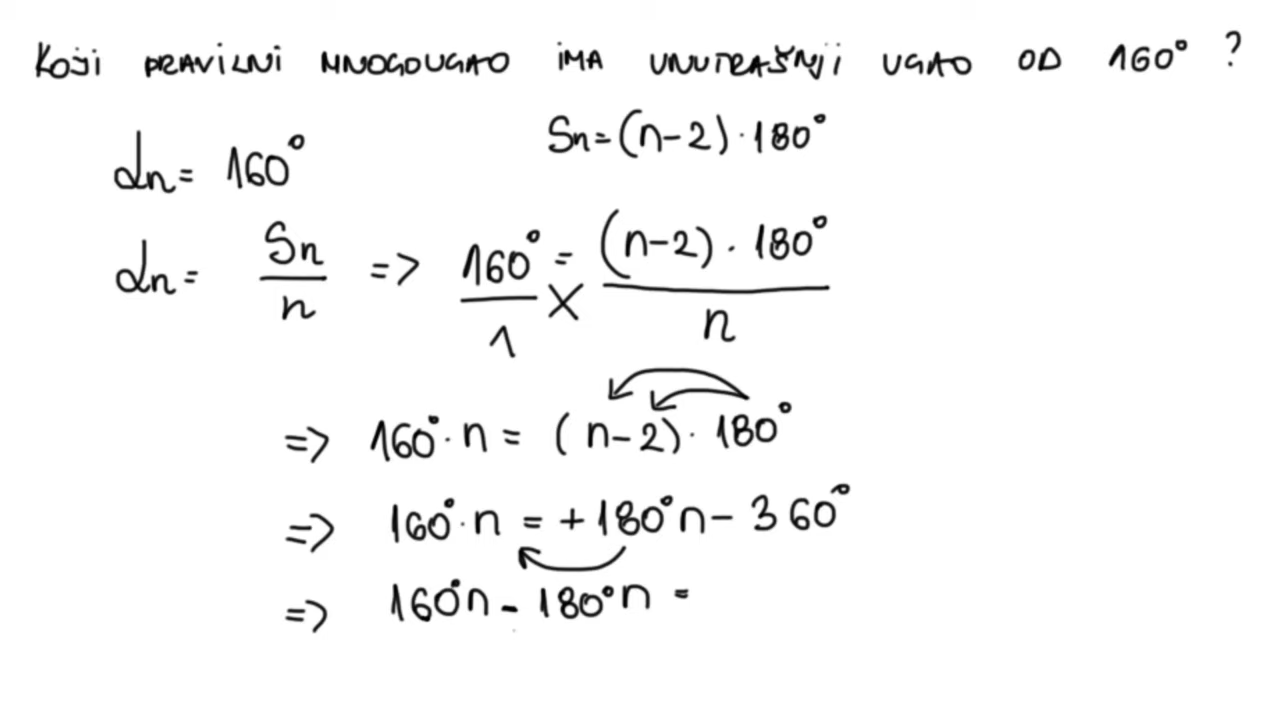 Koji PRAVILNI MNOGOUGAO IMA UNUTRAŠNJI UGAO OD 160° ?
Sn=(n-2)·180°
αn= 160°
αn= Sn/n => 160°/1 = (n-2)·180°/n
X
=> 160°·n = (n-2)·180°
=> 160°·n = +180°n - 360°
=> 160°n - 180°n =